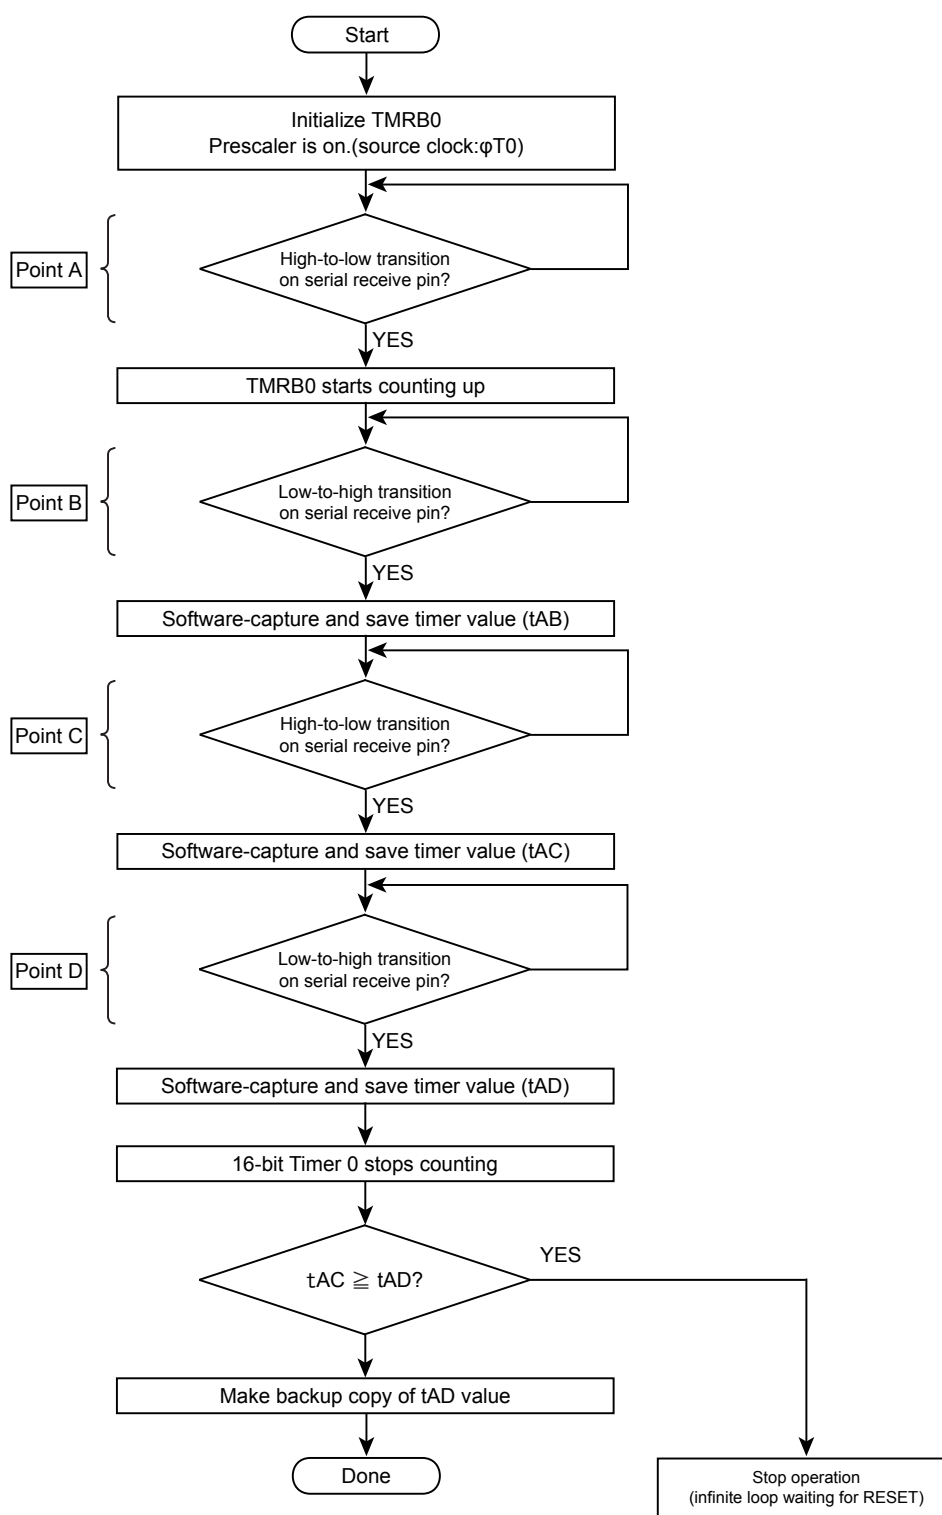 Start
Initialize TMRB0
Prescaler is on.(source clock:φT0)
Point A
High-to-low transition
on serial receive pin?
YES
TMRB0 starts counting up
Point B
Low-to-high transition
on serial receive pin?
YES
Software-capture and save timer value (tAB)
Point C
High-to-low transition
on serial receive pin?
YES
Software-capture and save timer value (tAC)
Point D
Low-to-high transition
on serial receive pin?
YES
Software-capture and save timer value (tAD)
16-bit Timer 0 stops counting
tAC ≧ tAD?
YES
Make backup copy of tAD value
Done
Stop operation
(infinite loop waiting for RESET)